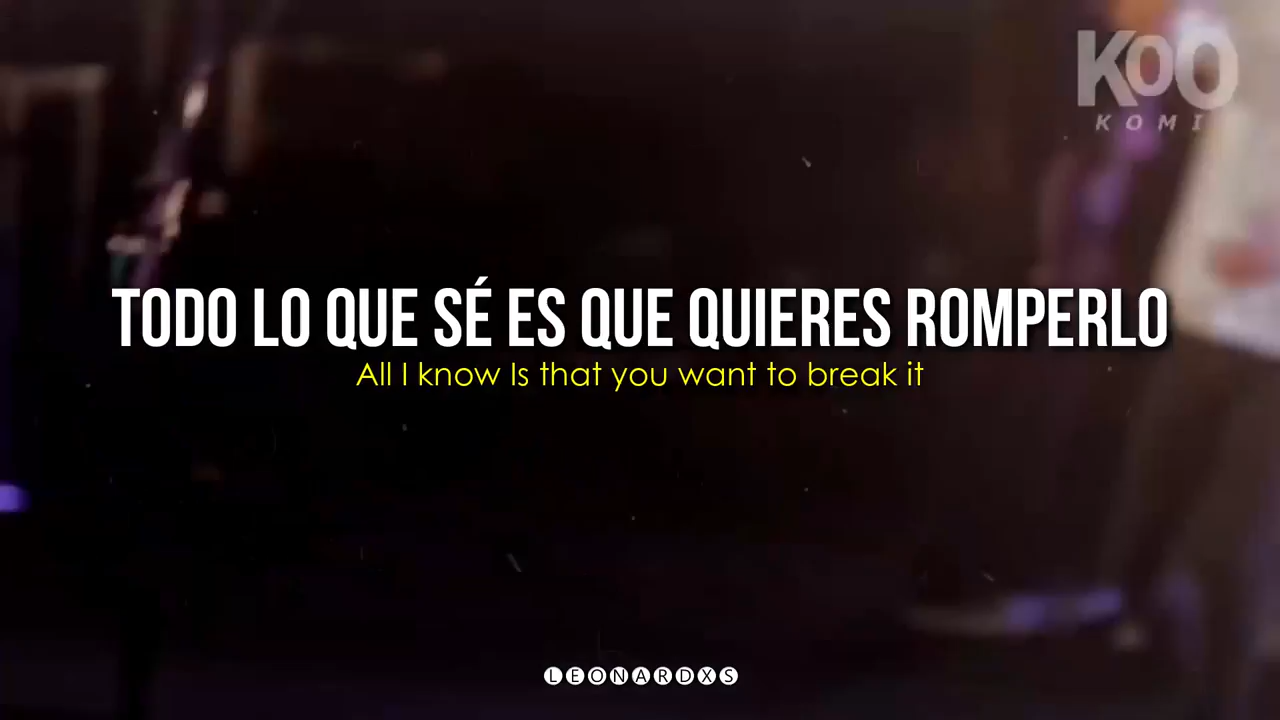 KOO
KOMI
TODO LO QUE SÉ ES QUE QUIERES ROMPERLO
All I know Is that you want to break it
LEONARDXS